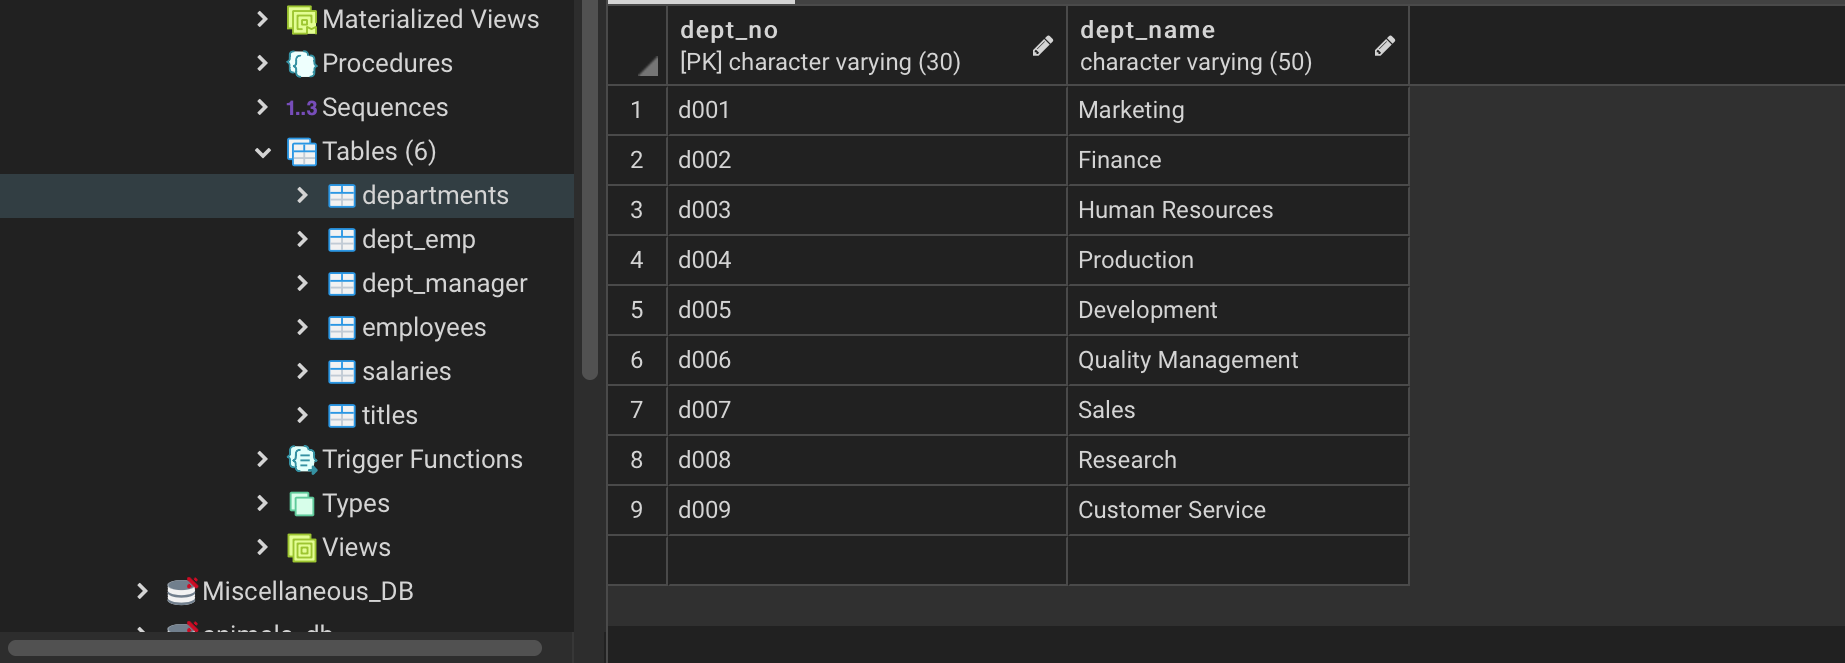 Materialized Views
Procedures
1..3 Sequences
Tables (6)
departments
dept_emp
dept_manager
employees
salaries
titles
Trigger Functions
Types
Views
Miscellaneous_DB
dept_no dept_name
[PK] character varying (30) character varying (50)
1 d001 Marketing
2 d002 Finance
3 d003 Human Resources
4 d004 Production
5 d005 Development
6 d006 Quality Management
7 d007 Sales
8 d008 Research
9 d009 Customer Service